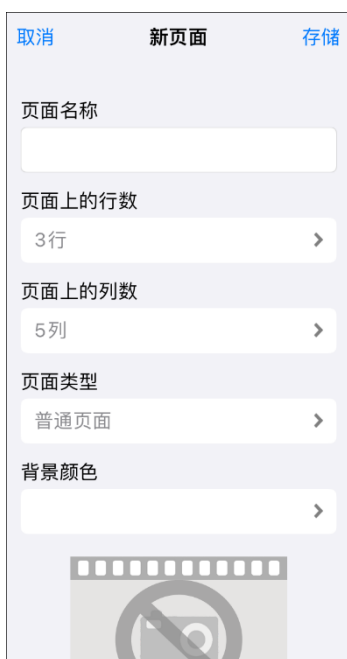 取消 新页面 存储
页面名称
页面上的行数
3行
页面上的列数
5列
页面类型
普通页面
背景颜色